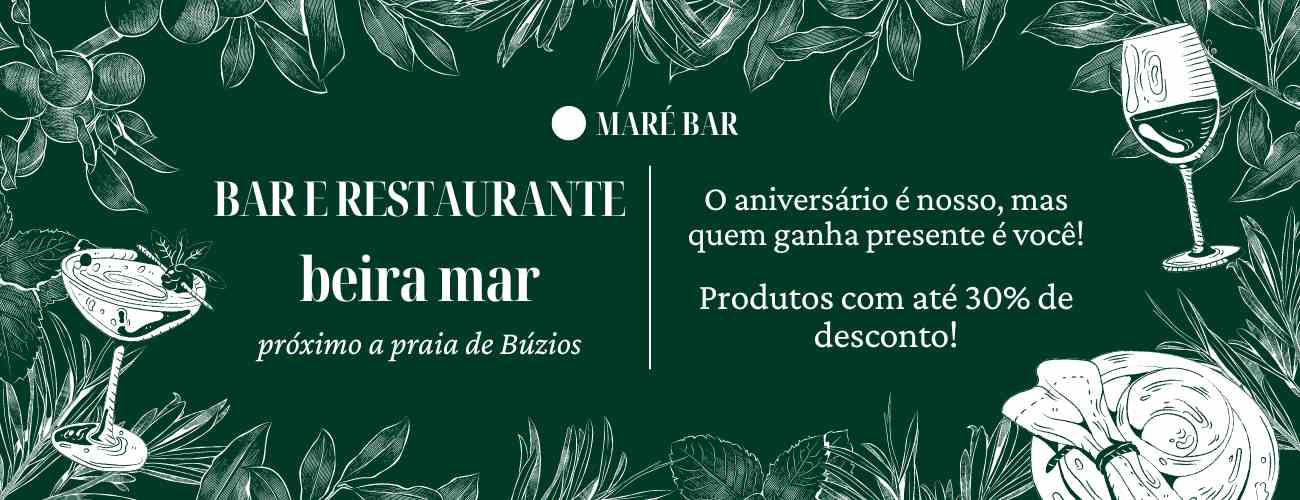 MARÉ BAR
BAR E RESTAURANTE
beira mar
próximo a praia de Búzios
O aniversário é nosso, mas
quem ganha presente é você!
Produtos com até 30% de
desconto!